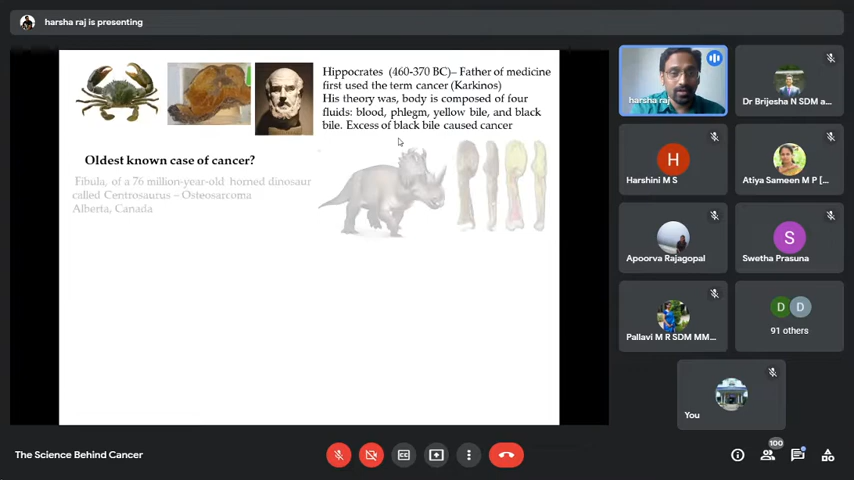 harsha raj is presenting
Hippocrates (460-370 BC)– Father of medicine
first used the term cancer (Karkinos)
His theory was, body is composed of four
fluids: blood, phlegm, yellow bile, and black
bile. Excess of black bile caused cancer
Oldest known case of cancer?
Fibula, of a 76 million-year-old horned dinosaur
called Centrosaurus – Osteosarcoma
Alberta, Canada
harsha raj
Dr Brijesha N SDM a...
H
Harshini M S
Atiya Sameen M P [...
Apoorva Rajagopal
S
Swetha Prasuna
Pallavi M R SDM MM...
D D
91 others
You
The Science Behind Cancer
CC
100